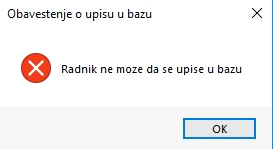 Obavestenje o upisu u bazu
Radnik ne moze da se upise u bazu
OK